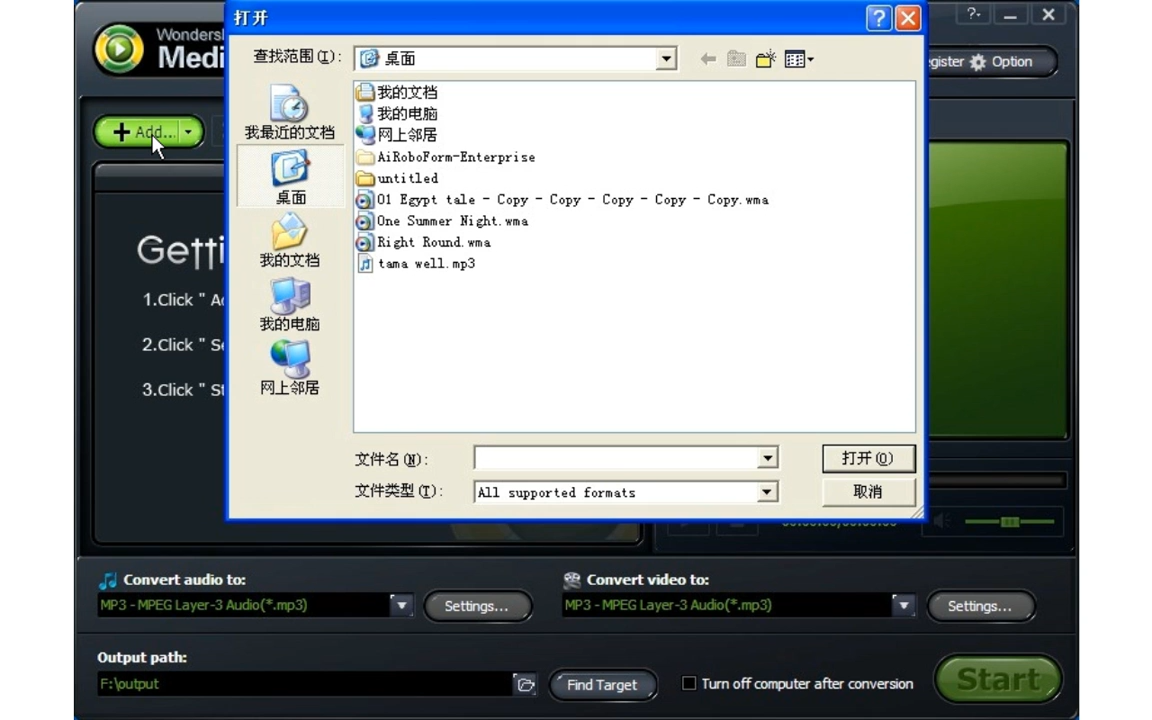 打开
查找范围(I):
桌面
我的文档
我的电脑
网上邻居
AiRoboForm-Enterprise
untitled
01 Egypt tale - Copy - Copy - Copy - Copy - Copy.wma
One Summer Night.wma
Right Round.wma
tama well.mp3
我最近的文档
桌面
我的文档
我的电脑
网上邻居
文件名(N):
打开(O)
文件类型(T):
All supported formats
取消
?
Medi
Option
Add...
1.Click "
2.Click "
3.Click "
Convert audio to:
MP3 - MPEG Layer-3 Audio(*.mp3)
Settings...
Convert video to:
MP3 - MPEG Layer-3 Audio(*.mp3)
Settings...
Output path:
F:\output
Find Target
Turn off computer after conversion
Start